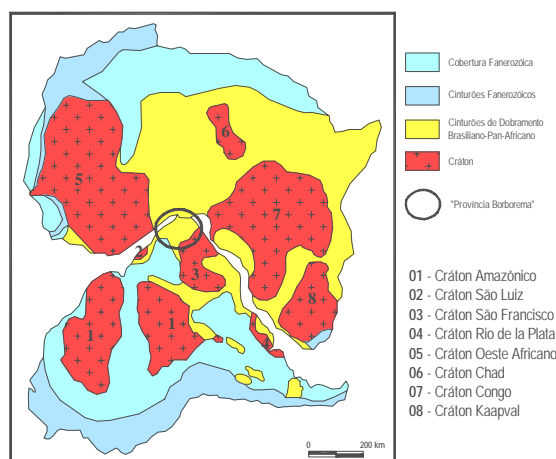 Cobertura Fanerozóica
Cinturões Fanerozóicos
Cinturões de Dobramento
Brasiliano-Pan-Africano
Cráton
"Província Borborema"
6
5
7
2
3
8
1
1
4
01 - Cráton Amazônico
02 - Cráton São Luiz
03 - Cráton São Francisco
04 - Cráton Rio de la Plata
05 - Cráton Oeste Africano
06 - Cráton Chad
07 - Cráton Congo
08 - Cráton Kaapval
0 200 km